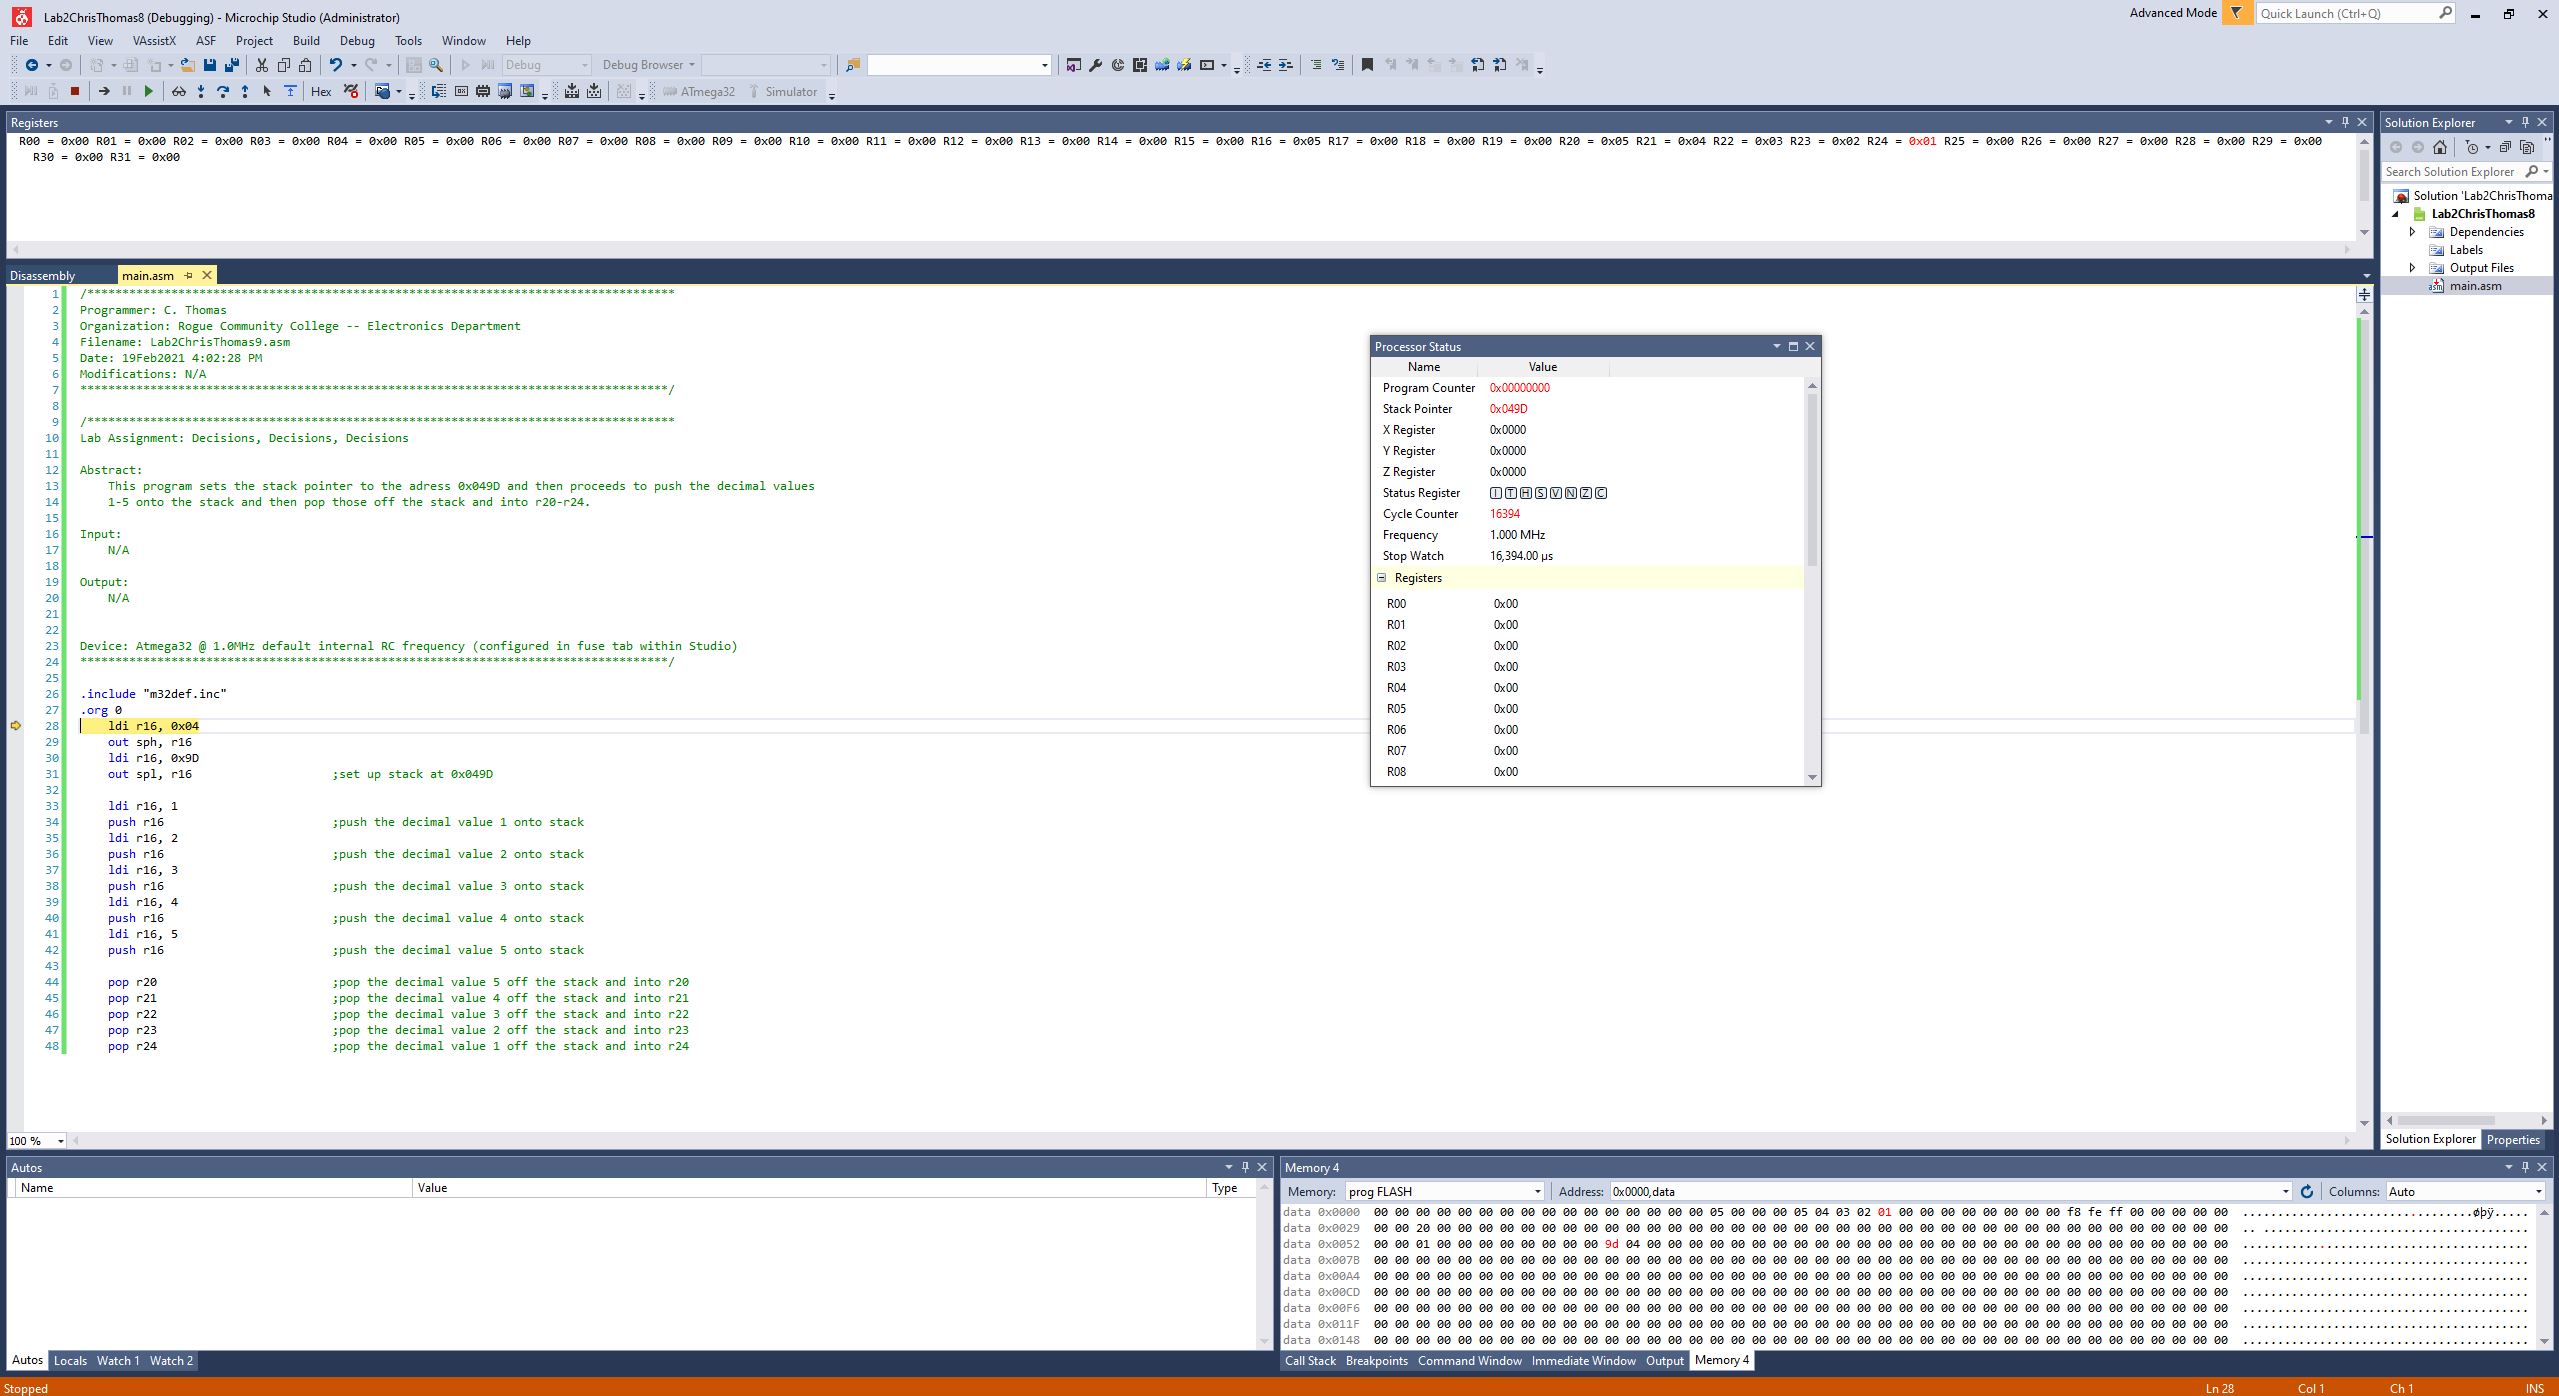 Lab2ChrisThomas8 (Debugging) - Microchip Studio (Administrator)
Advanced Mode
Quick Launch (Ctrl+Q)
File Edit View VAssistX ASF Project Build Debug Tools Window Help
Debug Debug Browser
Hex ATmega32 Simulator
Registers
R00 = 0x00 R01 = 0x00 R02 = 0x00 R03 = 0x00 R04 = 0x00 R05 = 0x00 R06 = 0x00 R07 = 0x00 R08 = 0x00 R09 = 0x00 R10 = 0x00 R11 = 0x00 R12 = 0x00 R13 = 0x00 R14 = 0x00 R15 = 0x00 R16 = 0x05 R17 = 0x00 R18 = 0x00 R19 = 0x00 R20 = 0x05 R21 = 0x04 R22 = 0x03 R23 = 0x02 R24 = 0x01 R25 = 0x00 R26 = 0x00 R27 = 0x00 R28 = 0x00 R29 = 0x00
R30 = 0x00 R31 = 0x00
Disassembly main.asm
1 /************************************************************************************
2 Programmer: C. Thomas
3 Organization: Rogue Community College -- Electronics Department
4 Filename: Lab2ChrisThomas9.asm
5 Date: 19Feb2021 4:02:28 PM
6 Modifications: N/A
7 ************************************************************************************/
8
9 /************************************************************************************
10 Lab Assignment: Decisions, Decisions, Decisions
11
12 Abstract:
13 This program sets the stack pointer to the adress 0x049D and then proceeds to push the decimal values
14 1-5 onto the stack and then pop those off the stack and into r20-r24.
15
16 Input:
17 N/A
18
19 Output:
20 N/A
21
22
23 Device: Atmega32 @ 1.0MHz default internal RC frequency (configured in fuse tab within Studio)
24 ************************************************************************************/
25
26 .include "m32def.inc"
27 .org 0
28 ldi r16, 0x04
29 out sph, r16
30 ldi r16, 0x9D
31 out spl, r16 ;set up stack at 0x049D
32
33 ldi r16, 1
34 push r16 ;push the decimal value 1 onto stack
35 ldi r16, 2
36 push r16 ;push the decimal value 2 onto stack
37 ldi r16, 3
38 push r16 ;push the decimal value 3 onto stack
39 ldi r16, 4
40 push r16 ;push the decimal value 4 onto stack
41 ldi r16, 5
42 push r16 ;push the decimal value 5 onto stack
43
44 pop r20 ;pop the decimal value 5 off the stack and into r20
45 pop r21 ;pop the decimal value 4 off the stack and into r21
46 pop r22 ;pop the decimal value 3 off the stack and into r22
47 pop r23 ;pop the decimal value 2 off the stack and into r23
48 pop r24 ;pop the decimal value 1 off the stack and into r24
100 %
Processor Status
Name Value
Program Counter 0x00000000
Stack Pointer 0x049D
X Register 0x0000
Y Register 0x0000
Z Register 0x0000
Status Register I T H S V N Z C
Cycle Counter 16394
Frequency 1.000 MHz
Stop Watch 16,394.00 µs
Registers
R00 0x00
R01 0x00
R02 0x00
R03 0x00
R04 0x00
R05 0x00
R06 0x00
R07 0x00
R08 0x00
Solution Explorer
Search Solution Explorer
Solution 'Lab2ChrisThoma
Lab2ChrisThomas8
Dependencies
Labels
Output Files
main.asm
Solution Explorer Properties
Autos
Name Value Type
Autos Locals Watch 1 Watch 2
Memory 4
Memory: prog FLASH Address: 0x0000,data Columns: Auto
data 0x0000 00 00 00 00 00 00 00 00 00 00 00 00 00 00 00 00 05 00 00 00 05 04 03 02 01 00 00 00 00 00 00 00 00 f8 fe ff 00 00 00 00 00
data 0x0029 00 00 20 00 00 00 00 00 00 00 00 00 00 00 00 00 00 00 00 00 00 00 00 00 00 00 00 00 00 00 00 00 00 00 00 00 00 00 00 00 00
data 0x0052 00 00 01 00 00 00 00 00 00 00 00 9d 04 00 00 00 00 00 00 00 00 00 00 00 00 00 00 00 00 00 00 00 00 00 00 00 00 00 00 00 00
data 0x007B 00 00 00 00 00 00 00 00 00 00 00 00 00 00 00 00 00 00 00 00 00 00 00 00 00 00 00 00 00 00 00 00 00 00 00 00 00 00 00 00 00
data 0x00A4 00 00 00 00 00 00 00 00 00 00 00 00 00 00 00 00 00 00 00 00 00 00 00 00 00 00 00 00 00 00 00 00 00 00 00 00 00 00 00 00 00
data 0x00CD 00 00 00 00 00 00 00 00 00 00 00 00 00 00 00 00 00 00 00 00 00 00 00 00 00 00 00 00 00 00 00 00 00 00 00 00 00 00 00 00 00
data 0x00F6 00 00 00 00 00 00 00 00 00 00 00 00 00 00 00 00 00 00 00 00 00 00 00 00 00 00 00 00 00 00 00 00 00 00 00 00 00 00 00 00 00
data 0x011F 00 00 00 00 00 00 00 00 00 00 00 00 00 00 00 00 00 00 00 00 00 00 00 00 00 00 00 00 00 00 00 00 00 00 00 00 00 00 00 00 00
data 0x0148 00 00 00 00 00 00 00 00 00 00 00 00 00 00 00 00 00 00 00 00 00 00 00 00 00 00 00 00 00 00 00 00 00 00 00 00 00 00 00 00 00
Call Stack Breakpoints Command Window Immediate Window Output Memory 4
Stopped Ln 28 Col 1 Ch 1 INS